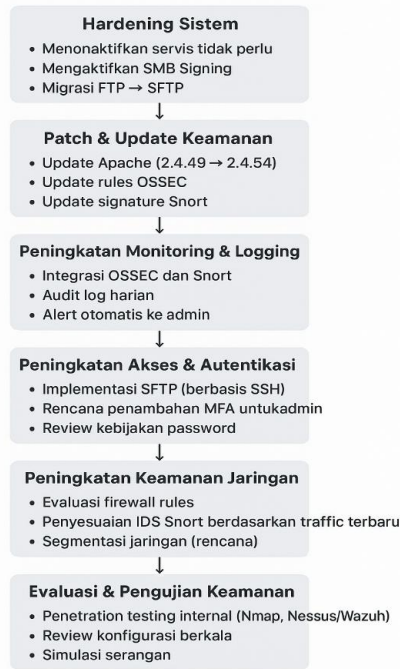 Hardening Sistem
• Menonaktifkan servis tidak perlu
• Mengaktifkan SMB Signing
• Migrasi FTP → SFTP
Patch & Update Keamanan
• Update Apache (2.4.49 → 2.4.54)
• Update rules OSSEC
• Update signature Snort
Peningkatan Monitoring & Logging
• Integrasi OSSEC dan Snort
• Audit log harian
• Alert otomatis ke admin
Peningkatan Akses & Autentikasi
• Implementasi SFTP (berbasis SSH)
• Rencana penambahan MFA untukadmin
• Review kebijakan password
Peningkatan Keamanan Jaringan
• Evaluasi firewall rules
• Penyesuaian IDS Snort berdasarkan traffic terbaru
• Segmentasi jaringan (rencana)
Evaluasi & Pengujian Keamanan
• Penetration testing internal (Nmap, Nessus/Wazuh)
• Review konfigurasi berkala
• Simulasi serangan